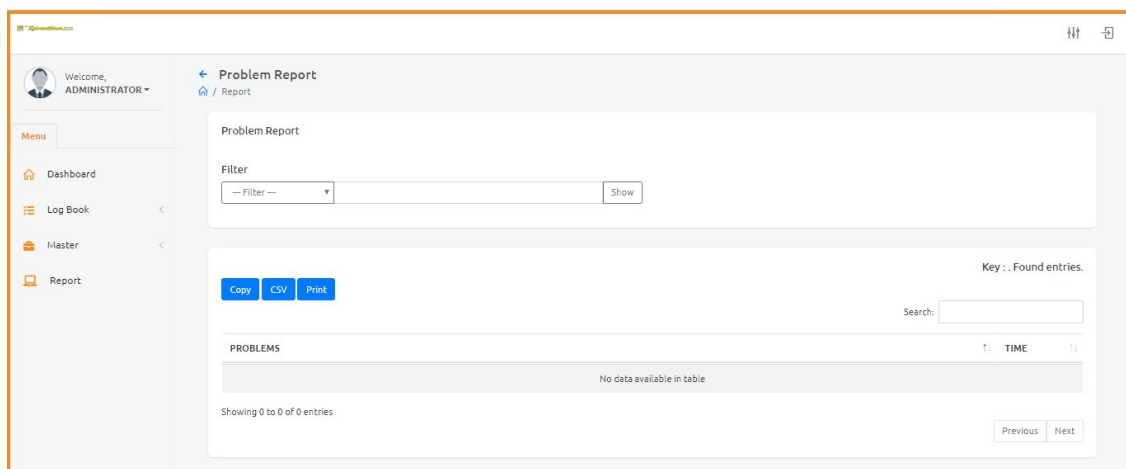 Welcome,
ADMINISTRATOR
Menu
Dashboard
Log Book
Master
Report
Problem Report
/ Report
Problem Report
Filter
--- Filter ---
Show
Key : . Found entries.
Copy CSV Print
Search:
PROBLEMS TIME
No data available in table
Showing 0 to 0 of 0 entries
Previous Next